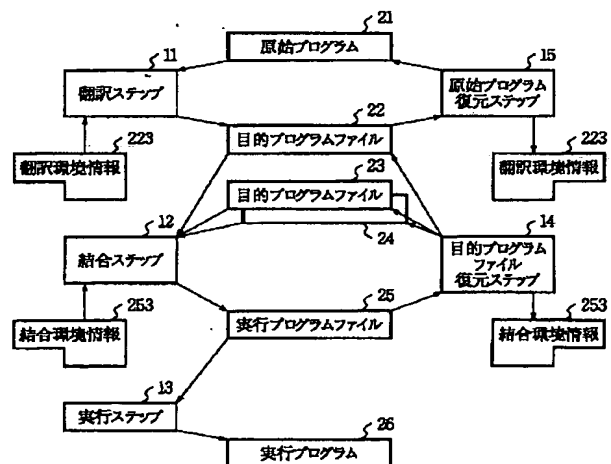 21
原始プログラム
11
翻訳ステップ
15
原始プログラム
復元ステップ
22
目的プログラムファイル
223
翻訳環境情報
223
翻訳環境情報
23
目的プログラムファイル
24
12
結合ステップ
14
目的プログラム
ファイル
復元ステップ
25
実行プログラムファイル
253
結合環境情報
253
結合環境情報
13
実行ステップ
26
実行プログラム